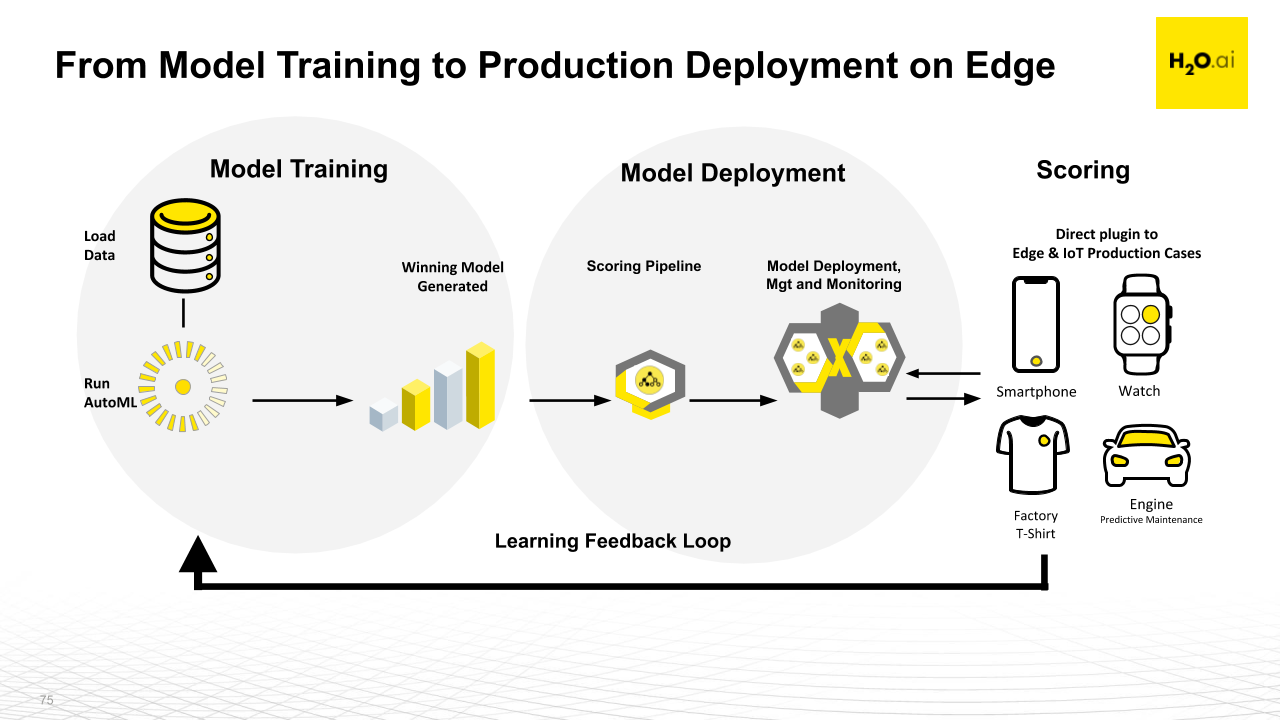 From Model Training to Production Deployment on Edge
H2O.ai
Model Training
Model Deployment
Scoring
Load
Data
Run
AutoML
Winning Model
Generated
Scoring Pipeline
Model Deployment,
Mgt and Monitoring
Direct plugin to
Edge & IoT Production Cases
Smartphone
Watch
Factory
T-Shirt
Engine
Predictive Maintenance
Learning Feedback Loop
75